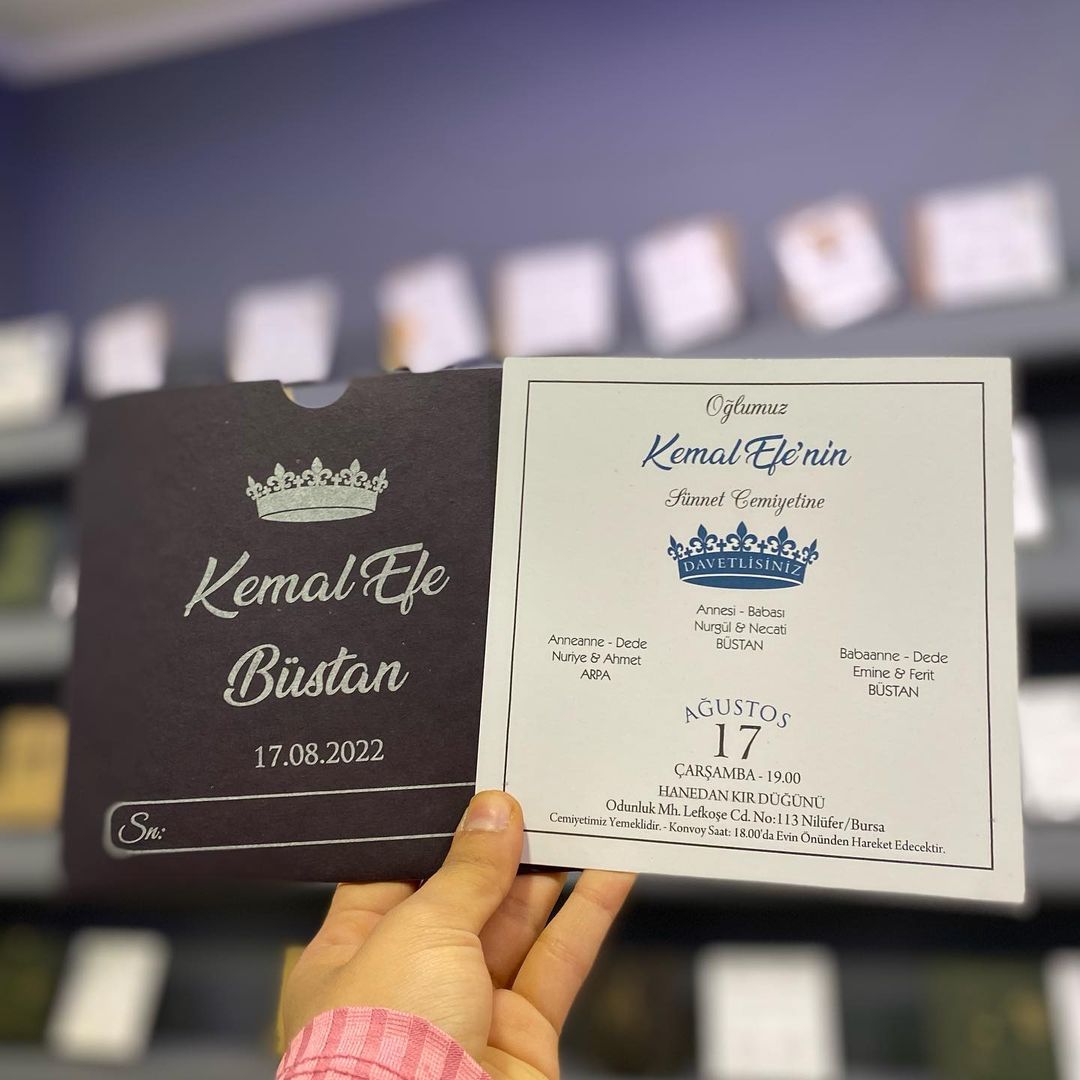 Kemal Efe
Büstan
17.08.2022
Sn:
Oğlumuz
Kemal Efe'nin
Sünnet Cemiyetine
DAVETLİSİNİZ
Annesi - Babası
Nurgül & Necati
BÜSTAN
Anneanne - Dede
Nuriye & Ahmet
ARPA
Babaanne - Dede
Emine & Ferit
BÜSTAN
AĞUSTOS
17
ÇARŞAMBA - 19.00
HANEDAN KIR DÜĞÜNÜ
Odunluk Mh. Lefkoşe Cd. No:113 Nilüfer/Bursa
Cemiyetimiz Yemeklidir. - Konvoy Saat: 18.00'da Evin Önünden Hareket Edecektir.